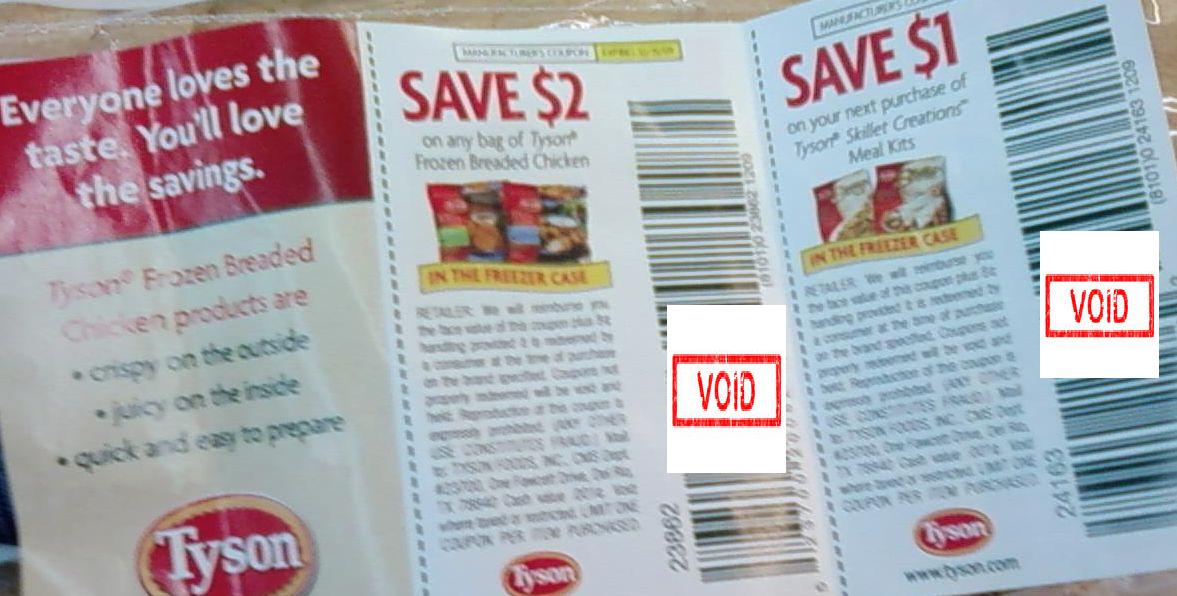 Everyone loves the
taste. You'll love
the savings.
Tyson® Frozen Breaded
Chicken products are
• crispy on the outside
• juicy on the inside
• quick and easy to prepare
Tyson
MANUFACTURER'S COUPON
SAVE $2
on any bag of Tyson®
Frozen Breaded Chicken
IN THE FREEZER CASE
RETAILER: We will reimburse you
the face value of this coupon plus 8¢
handling provided it is redeemed by
a consumer at the time of purchase
on the brand specified. Coupons not
properly redeemed will be void and
held. Reproduction of this coupon is
expressly prohibited. (ANY OTHER
USE CONSTITUTES FRAUD.) Mail
to: TYSON FOODS, INC., CMS Dept.
#23700, One Fawcett Drive, Del Rio,
TX 78840 Cash value .001¢. Void
where taxed or restricted. LIMIT ONE
COUPON PER ITEM PURCHASED.
Tyson
(8101)0 23862 1209
23862
VOID
MANUFACTURER'S
SAVE $1
on your next purchase of
Tyson® Skillet Creations™
Meal Kits
IN THE FREEZER CASE
RETAILER: We will reimburse you
the face value of this coupon plus 8¢
handling provided it is redeemed by
a consumer at the time of purchase
on the brand specified. Coupons not
properly redeemed will be void and
held. Reproduction of this coupon is
expressly prohibited. (ANY OTHER
USE CONSTITUTES FRAUD.) Mail
to: TYSON FOODS, INC., CMS Dept.
#23700, One Fawcett Drive, Del Rio,
TX 78840 Cash value .001¢. Void
where taxed or restricted. LIMIT ONE
COUPON PER ITEM PURCHASED.
Tyson
www.tyson.com
(8101)0 24163 1209
24163
VOID